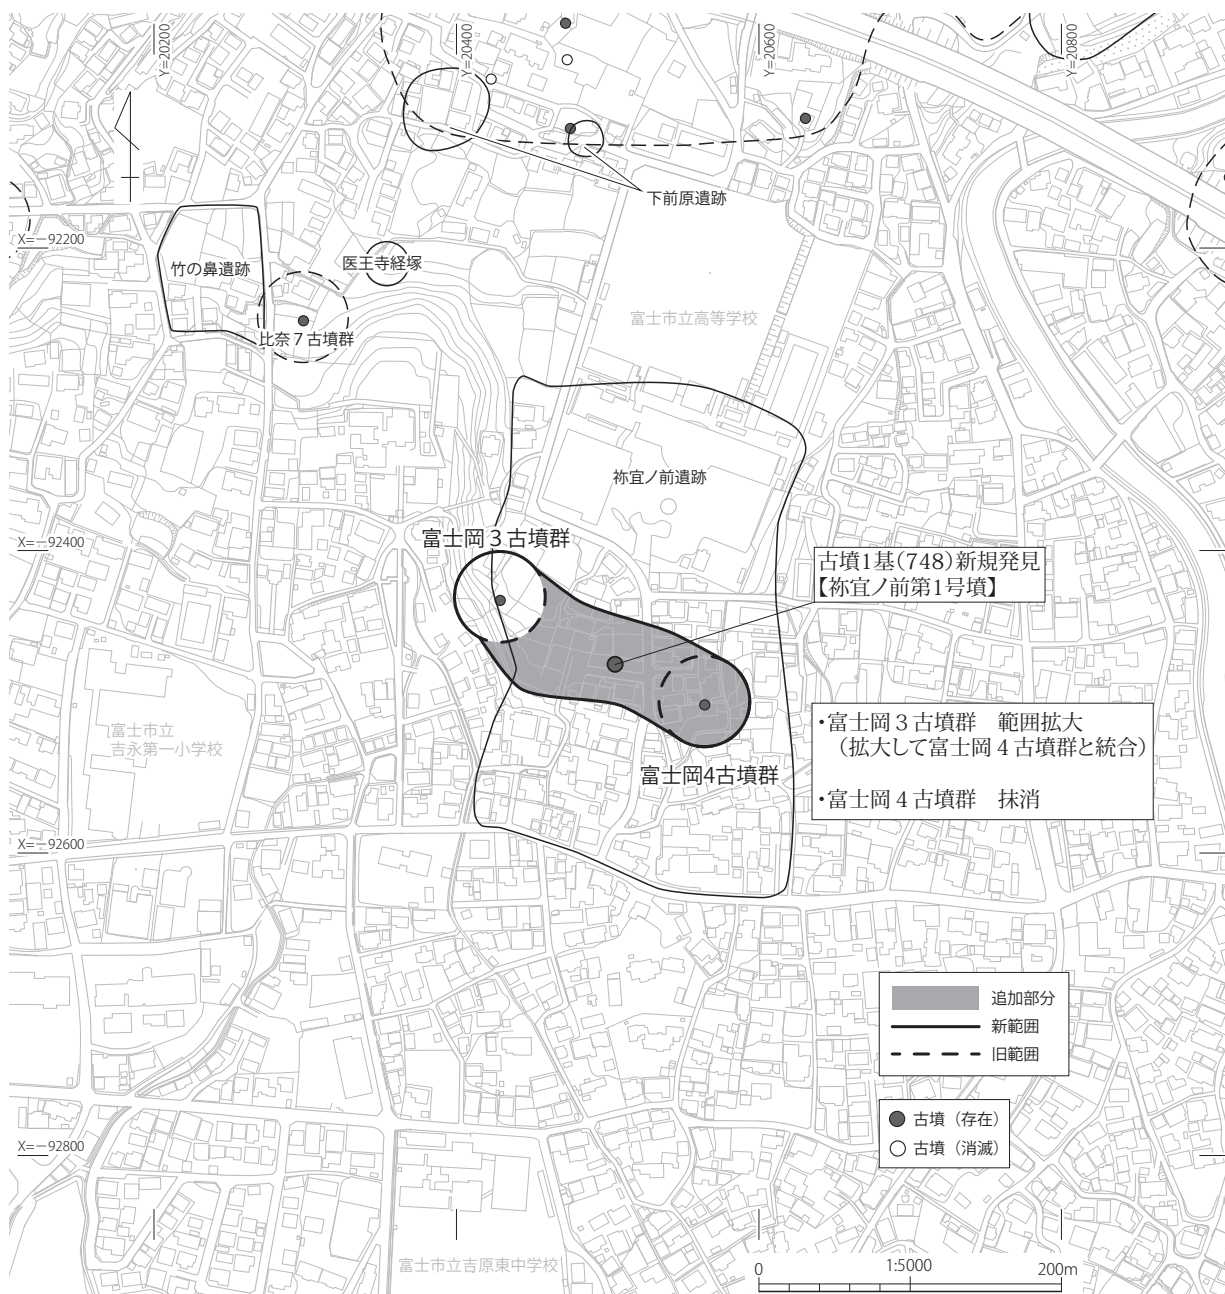 Y=20200
Y=20400
Y=20600
Y=20800
下前原遺跡
X=−92200
竹の鼻遺跡
医王寺経塚
比奈７古墳群
富士市立高等学校
祢宜ノ前遺跡
X=−92400
富士岡３古墳群
古墳1基(748)新規発見
【祢宜ノ前第1号墳】
富士市立
吉永第一小学校
・富士岡３古墳群　範囲拡大
（拡大して富士岡４古墳群と統合）
・富士岡４古墳群　抹消
富士岡4古墳群
X=−92600
追加部分
新範囲
旧範囲
古墳（存在）
古墳（消滅）
X=−92800
富士市立吉原東中学校
0
1:5000
200m